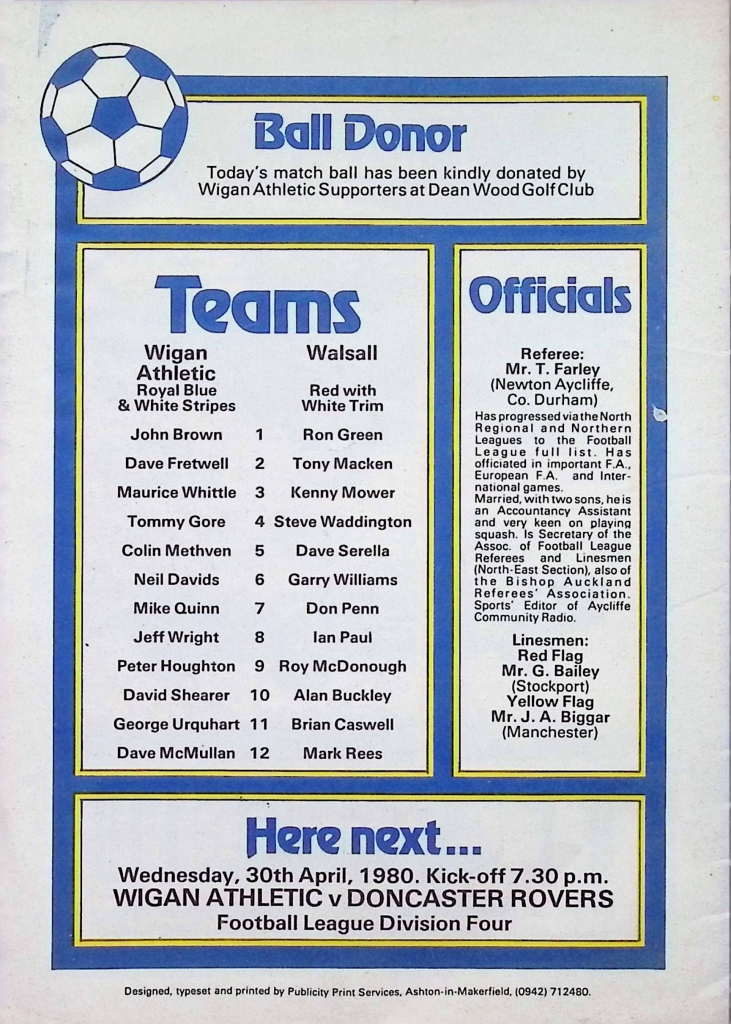 Ball Donor
Today's match ball has been kindly donated by
Wigan Athletic Supporters at Dean Wood Golf Club
Teams
Wigan Athletic
Royal Blue
& White Stripes
Walsall
Red with
White Trim
John Brown 1 Ron Green
Dave Fretwell 2 Tony Macken
Maurice Whittle 3 Kenny Mower
Tommy Gore 4 Steve Waddington
Colin Methven 5 Dave Serella
Neil Davids 6 Garry Williams
Mike Quinn 7 Don Penn
Jeff Wright 8 Ian Paul
Peter Houghton 9 Roy McDonough
David Shearer 10 Alan Buckley
George Urquhart 11 Brian Caswell
Dave McMullan 12 Mark Rees
Officials
Referee:
Mr. T. Farley
(Newton Aycliffe,
Co. Durham)
Has progressed via the North
Regional and Northern
Leagues to the Football
League full list. Has
officiated in important F.A.,
European F.A. and Inter-
national games.
Married, with two sons, he is
an Accountancy Assistant
and very keen on playing
squash. Is Secretary of the
Assoc. of Football League
Referees and Linesmen
(North-East Section), also of
the Bishop Auckland
Referees' Association.
Sports' Editor of Aycliffe
Community Radio.
Linesmen:
Red Flag
Mr. G. Bailey
(Stockport)
Yellow Flag
Mr. J. A. Biggar
(Manchester)
Here next...
Wednesday, 30th April, 1980. Kick-off 7.30 p.m.
WIGAN ATHLETIC v DONCASTER ROVERS
Football League Division Four
Designed, typeset and printed by Publicity Print Services, Ashton-in-Makerfield, (0942) 712480.